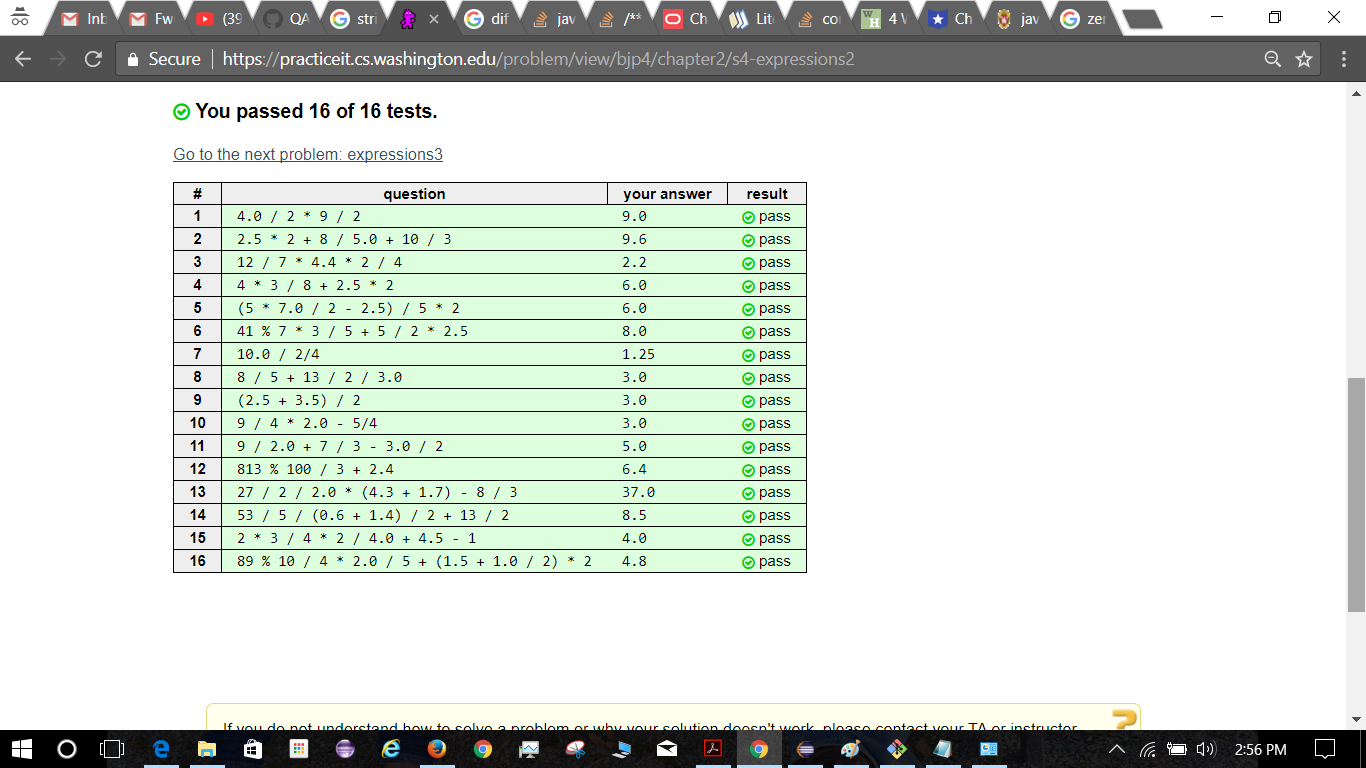 Inb
Fw
(39
QA
stri
dif
jav
/**
Ch
Lit
col
4 V
Ch
jav
zer
Secure
https://practiceit.cs.washington.edu/problem/view/bjp4/chapter2/s4-expressions2
You passed 16 of 16 tests.
Go to the next problem: expressions3
# question your answer result
1 4.0 / 2 * 9 / 2 9.0 pass
2 2.5 * 2 + 8 / 5.0 + 10 / 3 9.6 pass
3 12 / 7 * 4.4 * 2 / 4 2.2 pass
4 4 * 3 / 8 + 2.5 * 2 6.0 pass
5 (5 * 7.0 / 2 - 2.5) / 5 * 2 6.0 pass
6 41 % 7 * 3 / 5 + 5 / 2 * 2.5 8.0 pass
7 10.0 / 2/4 1.25 pass
8 8 / 5 + 13 / 2 / 3.0 3.0 pass
9 (2.5 + 3.5) / 2 3.0 pass
10 9 / 4 * 2.0 - 5/4 3.0 pass
11 9 / 2.0 + 7 / 3 - 3.0 / 2 5.0 pass
12 813 % 100 / 3 + 2.4 6.4 pass
13 27 / 2 / 2.0 * (4.3 + 1.7) - 8 / 3 37.0 pass
14 53 / 5 / (0.6 + 1.4) / 2 + 13 / 2 8.5 pass
15 2 * 3 / 4 * 2 / 4.0 + 4.5 - 1 4.0 pass
16 89 % 10 / 4 * 2.0 / 5 + (1.5 + 1.0 / 2) * 2 4.8 pass
If you do not understand how to solve a problem or why your solution doesn't work, please contact your TA or instructor.
2:56 PM